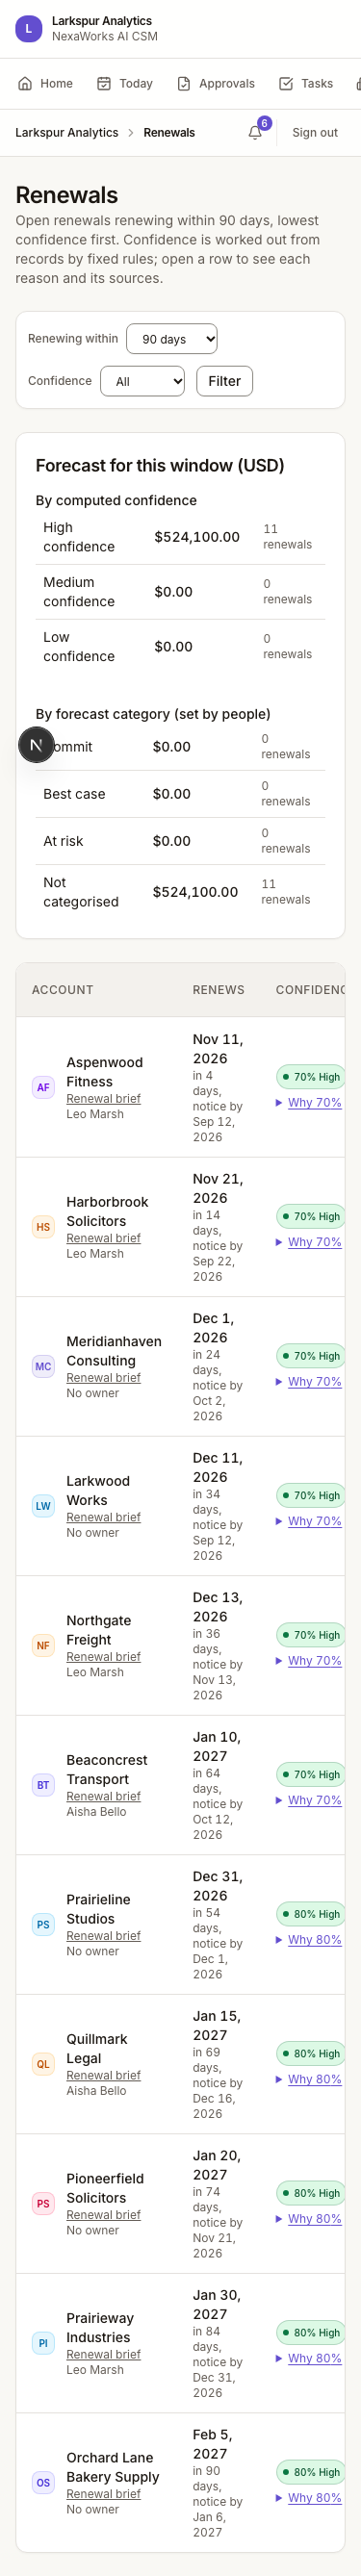 L
Larkspur Analytics
NexaWorks AI CSM
Home
Today
Approvals
Tasks
Larkspur Analytics > Renewals
6
Sign out
Renewals
Open renewals renewing within 90 days, lowest
confidence first. Confidence is worked out from
records by fixed rules; open a row to see each
reason and its sources.
Renewing within
90 days
Confidence
All
Filter
Forecast for this window (USD)
By computed confidence
High
confidence
$524,100.00
11
renewals
Medium
confidence
$0.00
0
renewals
Low
confidence
$0.00
0
renewals
By forecast category (set by people)
N
ommit
$0.00
0
renewals
Best case
$0.00
0
renewals
At risk
$0.00
0
renewals
Not
categorised
$524,100.00
11
renewals
ACCOUNT
RENEWS
CONFIDENC
AF
Aspenwood
Fitness
Renewal brief
Leo Marsh
Nov 11,
2026
in 4
days,
notice by
Sep 12,
2026
70% High
Why 70%
HS
Harborbrook
Solicitors
Renewal brief
Leo Marsh
Nov 21,
2026
in 14
days,
notice by
Sep 22,
2026
70% High
Why 70%
MC
Meridianhaven
Consulting
Renewal brief
No owner
Dec 1,
2026
in 24
days,
notice by
Oct 2,
2026
70% High
Why 70%
LW
Larkwood
Works
Renewal brief
No owner
Dec 11,
2026
in 34
days,
notice by
Sep 12,
2026
70% High
Why 70%
NF
Northgate
Freight
Renewal brief
Leo Marsh
Dec 13,
2026
in 36
days,
notice by
Nov 13,
2026
70% High
Why 70%
BT
Beaconcrest
Transport
Renewal brief
Aisha Bello
Jan 10,
2027
in 64
days,
notice by
Oct 12,
2026
70% High
Why 70%
PS
Prairieline
Studios
Renewal brief
No owner
Dec 31,
2026
in 54
days,
notice by
Dec 1,
2026
80% High
Why 80%
QL
Quillmark
Legal
Renewal brief
Aisha Bello
Jan 15,
2027
in 69
days,
notice by
Dec 16,
2026
80% High
Why 80%
PS
Pioneerfield
Solicitors
Renewal brief
No owner
Jan 20,
2027
in 74
days,
notice by
Nov 21,
2026
80% High
Why 80%
PI
Prairieway
Industries
Renewal brief
Leo Marsh
Jan 30,
2027
in 84
days,
notice by
Dec 31,
2026
80% High
Why 80%
OS
Orchard Lane
Bakery Supply
Renewal brief
No owner
Feb 5,
2027
in 90
days,
notice by
Jan 6,
2027
80% High
Why 80%